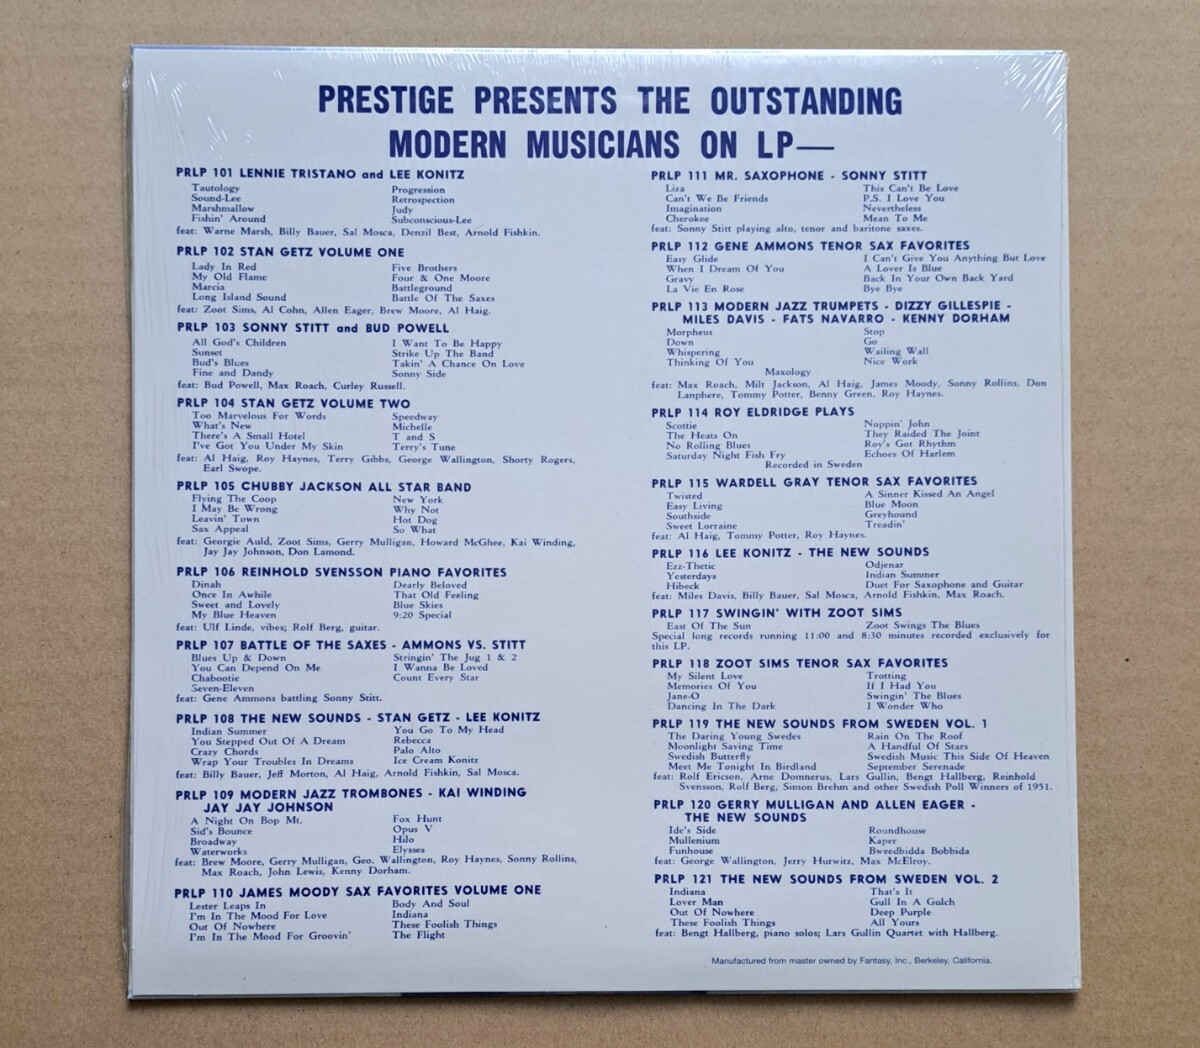 PRESTIGE PRESENTS THE OUTSTANDING
MODERN MUSICIANS ON LP—
PRLP 101 LENNIE TRISTANO and LEE KONITZ
Tautology Progression
Sound-Lee Retrospection
Marshmallow Judy
Fishin' Around Subconscious-Lee
feat: Warne Marsh, Billy Bauer, Sal Mosca, Denzil Best, Arnold Fishkin.
PRLP 102 STAN GETZ VOLUME ONE
Lady In Red Five Brothers
My Old Flame Four & One Moore
Marcia Battleground
Long Island Sound Battle Of The Saxes
feat: Zoot Sims, Al Cohn, Allen Eager, Brew Moore, Al Haig.
PRLP 103 SONNY STITT and BUD POWELL
All God's Children I Want To Be Happy
Sunset Strike Up The Band
Bud's Blues Takin' A Chance On Love
Fine and Dandy Sonny Side
feat: Bud Powell, Max Roach, Curley Russell.
PRLP 104 STAN GETZ VOLUME TWO
Too Marvelous For Words Speedway
What's New Michelle
There's A Small Hotel T and S
I've Got You Under My Skin Terry's Tune
feat: Al Haig, Roy Haynes, Terry Gibbs, George Wallington, Shorty Rogers,
Earl Swope.
PRLP 105 CHUBBY JACKSON ALL STAR BAND
Flying The Coop New York
I May Be Wrong Why Not
Leavin' Town Hot Dog
Sax Appeal So What
feat: Georgie Auld, Zoot Sims, Gerry Mulligan, Howard McGhee, Kai Winding,
Jay Jay Johnson, Don Lamond.
PRLP 106 REINHOLD SVENSSON PIANO FAVORITES
Dinah Dearly Beloved
Once In Awhile That Old Feeling
Sweet and Lovely Blue Skies
My Blue Heaven 9:20 Special
feat: Ulf Linde, vibes; Rolf Berg, guitar.
PRLP 107 BATTLE OF THE SAXES - AMMONS VS. STITT
Blues Up & Down Stringin' The Jug 1 & 2
You Can Depend On Me I Wanna Be Loved
Chabootie Count Every Star
Seven-Eleven
feat: Gene Ammons battling Sonny Stitt.
PRLP 108 THE NEW SOUNDS - STAN GETZ - LEE KONITZ
Indian Summer You Go To My Head
You Stepped Out Of A Dream Rebecca
Crazy Chords Palo Alto
Wrap Your Troubles In Dreams Ice Cream Konitz
feat: Billy Bauer, Jeff Morton, Al Haig, Arnold Fishkin, Sal Mosca.
PRLP 109 MODERN JAZZ TROMBONES - KAI WINDING
JAY JAY JOHNSON
A Night On Bop Mt. Fox Hunt
Sid's Bounce Opus V
Broadway Hilo
Waterworks Elysses
feat: Brew Moore, Gerry Mulligan, Geo. Wallington, Roy Haynes, Sonny Rollins,
Max Roach, John Lewis, Kenny Dorham.
PRLP 110 JAMES MOODY SAX FAVORITES VOLUME ONE
Lester Leaps In Body And Soul
I'm In The Mood For Love Indiana
Out Of Nowhere These Foolish Things
I'm In The Mood For Groovin' The Flight
PRLP 111 MR. SAXOPHONE - SONNY STITT
Liza This Can't Be Love
Can't We Be Friends P.S. I Love You
Imagination Nevertheless
Cherokee Mean To Me
feat: Sonny Stitt playing alto, tenor and baritone saxes.
PRLP 112 GENE AMMONS TENOR SAX FAVORITES
Easy Glide I Can't Give You Anything But Love
When I Dream Of You A Lover Is Blue
Gravy Back In Your Own Back Yard
La Vie En Rose Bye Bye
PRLP 113 MODERN JAZZ TRUMPETS - DIZZY GILLESPIE -
MILES DAVIS - FATS NAVARRO - KENNY DORHAM
Morpheus Stop
Down Go
Whispering Wailing Wall
Thinking Of You Nice Work
Maxology
feat: Max Roach, Milt Jackson, Al Haig, James Moody, Sonny Rollins, Don
Lanphere, Tommy Potter, Benny Green, Roy Haynes.
PRLP 114 ROY ELDRIDGE PLAYS
Scottie Noppin' John
The Heats On They Raided The Joint
No Rolling Blues Roy's Got Rhythm
Saturday Night Fish Fry Echoes Of Harlem
Recorded in Sweden
PRLP 115 WARDELL GRAY TENOR SAX FAVORITES
Twisted A Sinner Kissed An Angel
Easy Living Blue Moon
Southside Greyhound
Sweet Lorraine Treadin'
feat: Al Haig, Tommy Potter, Roy Haynes.
PRLP 116 LEE KONITZ - THE NEW SOUNDS
Ezz-Thetic Odjenar
Yesterdays Indian Summer
Hibeck Duet For Saxophone and Guitar
feat: Miles Davis, Billy Bauer, Sal Mosca, Arnold Fishkin, Max Roach.
PRLP 117 SWINGIN' WITH ZOOT SIMS
East Of The Sun Zoot Swings The Blues
Special long records running 11:00 and 8:30 minutes recorded exclusively for
this LP.
PRLP 118 ZOOT SIMS TENOR SAX FAVORITES
My Silent Love Trotting
Memories Of You If I Had You
Jane-O Swingin' The Blues
Dancing In The Dark I Wonder Who
PRLP 119 THE NEW SOUNDS FROM SWEDEN VOL. 1
The Daring Young Swedes Rain On The Roof
Moonlight Saving Time A Handful Of Stars
Swedish Butterfly Swedish Music This Side Of Heaven
Meet Me Tonight In Birdland September Serenade
feat: Rolf Ericson, Arne Domnerus, Lars Gullin, Bengt Hallberg, Reinhold
Svensson, Rolf Berg, Simon Brehm and other Swedish Poll Winners of 1951.
PRLP 120 GERRY MULLIGAN AND ALLEN EAGER -
THE NEW SOUNDS
Ide's Side Roundhouse
Mullenium Kaper
Funhouse Bweedbidda Bobbida
feat: George Wallington, Jerry Hurwitz, Max McElroy.
PRLP 121 THE NEW SOUNDS FROM SWEDEN VOL. 2
Indiana That's It
Lover Man Gull In A Gulch
Out Of Nowhere Deep Purple
These Foolish Things All Yours
feat: Bengt Hallberg, piano solos; Lars Gullin Quartet with Hallberg.
Manufactured from master owned by Fantasy, Inc., Berkeley, California.